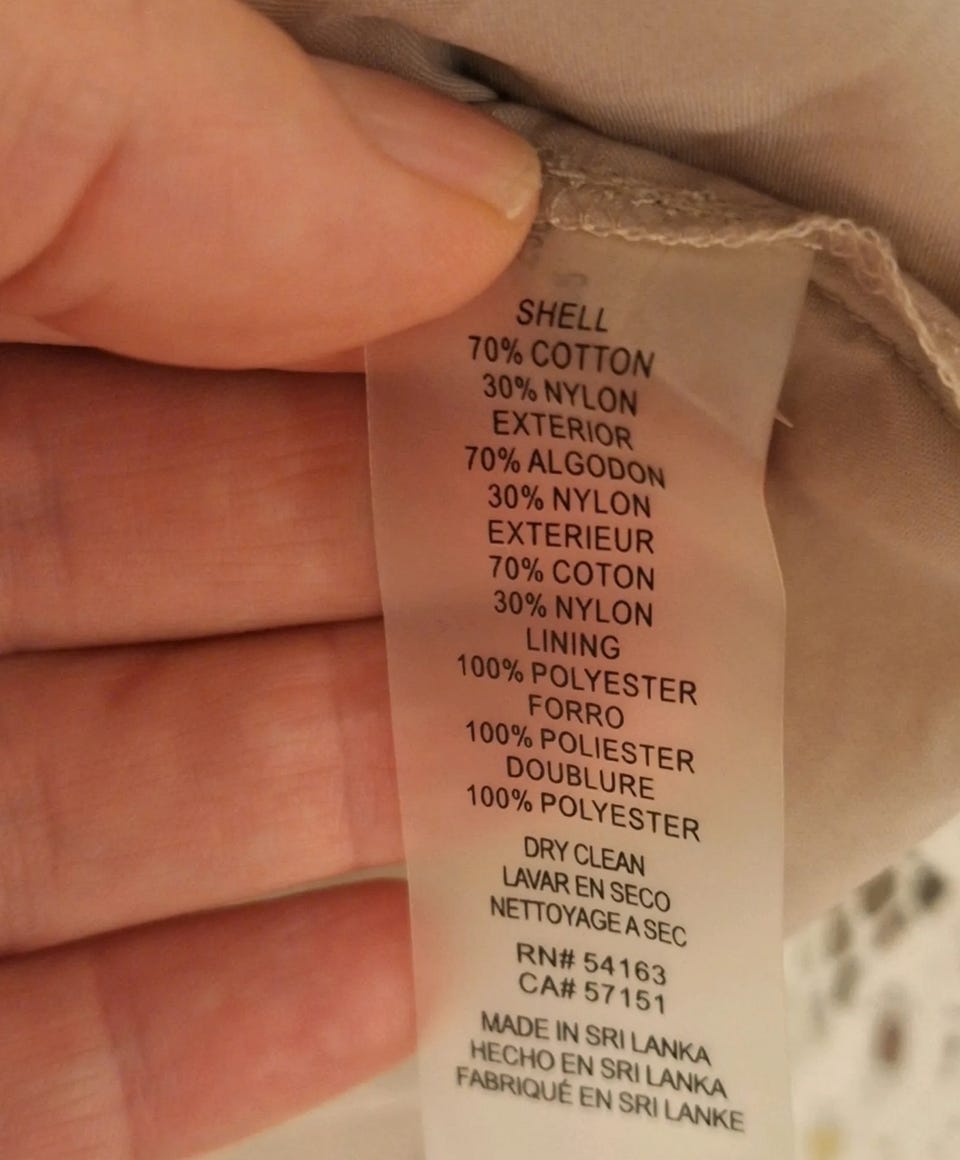 SHELL
70% COTTON
30% NYLON
EXTERIOR
70% ALGODON
30% NYLON
EXTERIEUR
70% COTON
30% NYLON
LINING
100% POLYESTER
FORRO
100% POLIESTER
DOUBLURE
100% POLYESTER
DRY CLEAN
LAVAR EN SECO
NETTOYAGE A SEC
RN# 54163
CA# 57151
MADE IN SRI LANKA
HECHO EN SRI LANKA
FABRIQUÉ EN SRI LANKE